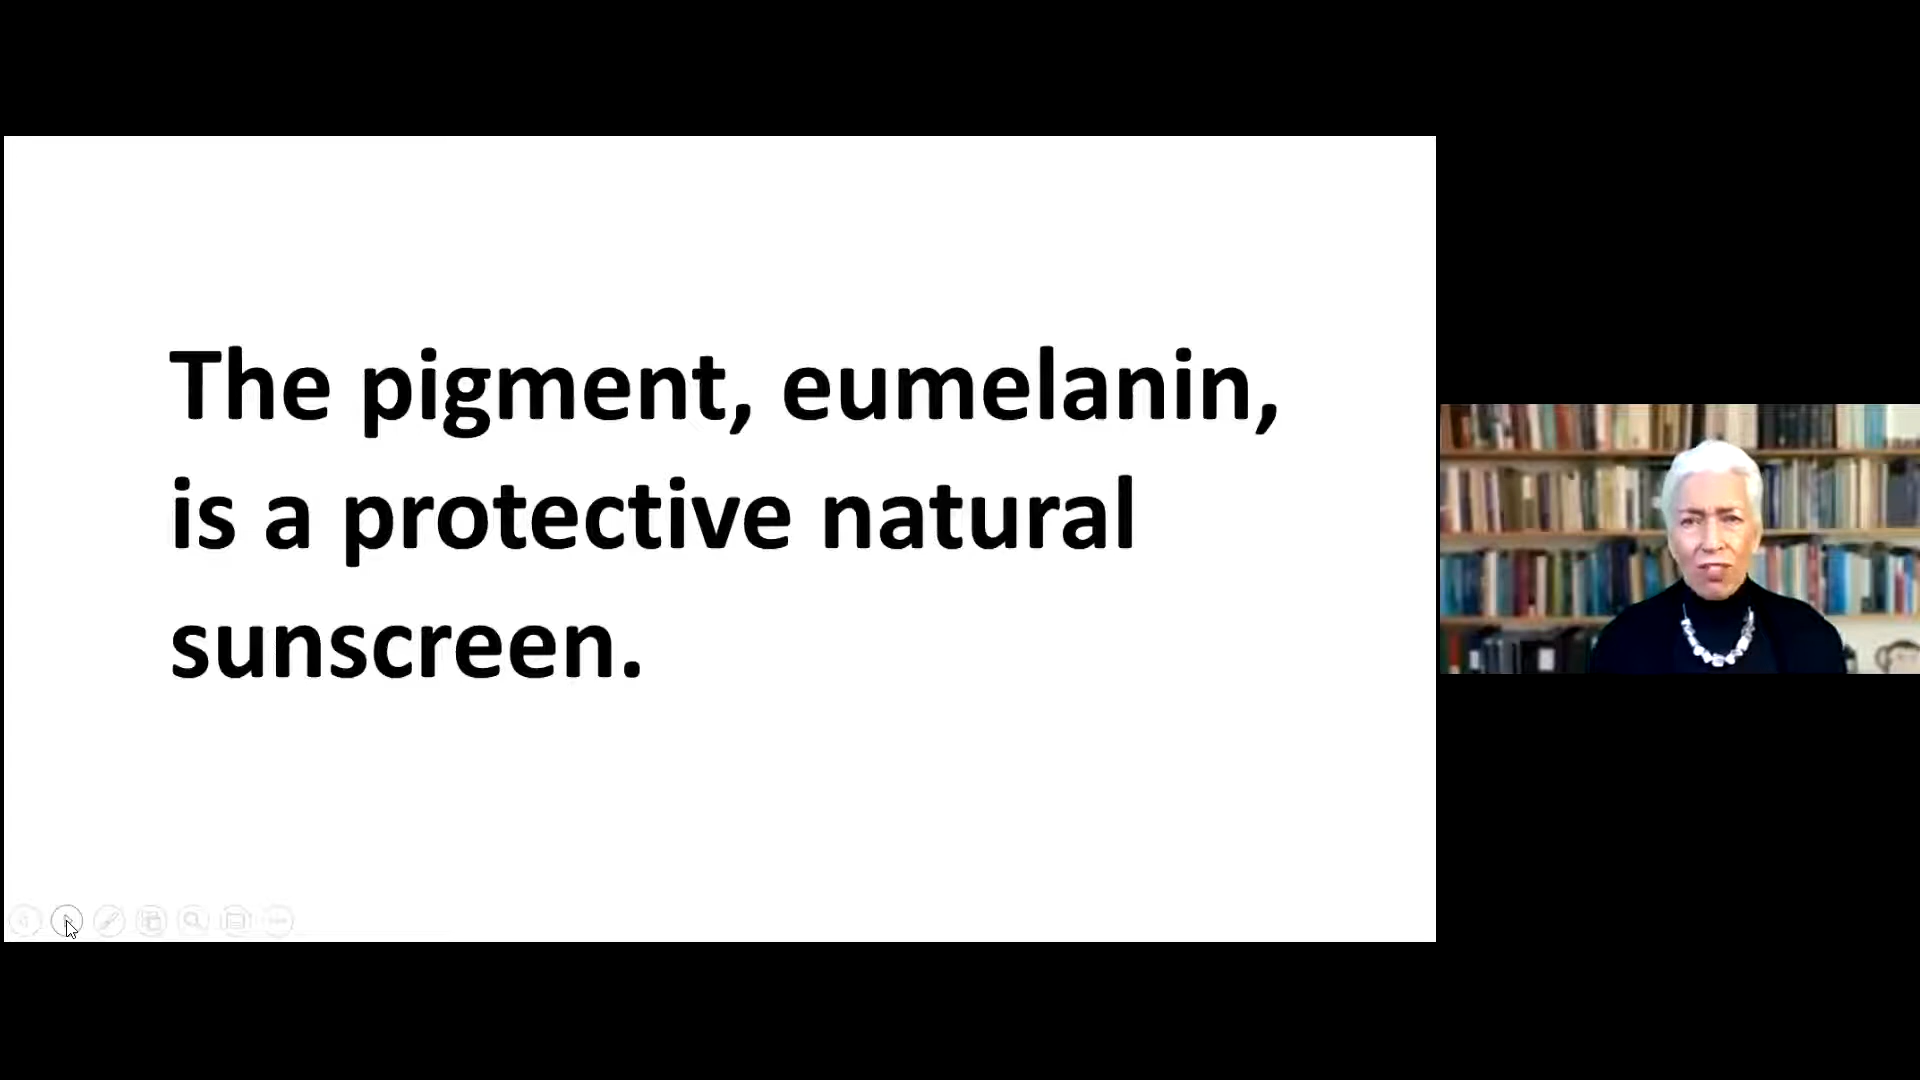 The pigment, eumelanin,
is a protective natural
sunscreen.